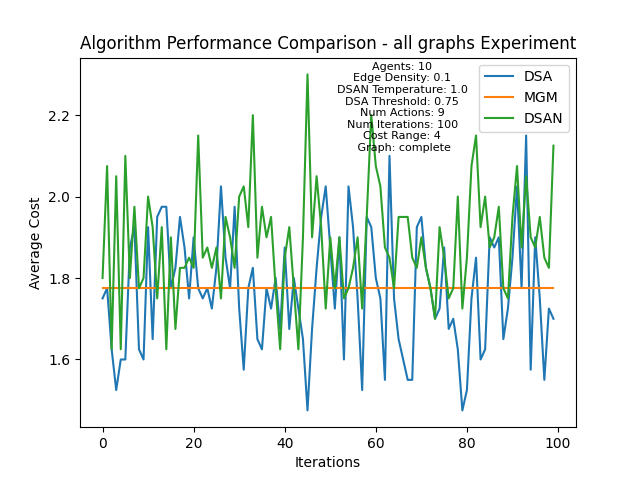 Algorithm Performance Comparison - all graphs Experiment
Agents: 10
Edge Density: 0.1
DSAN Temperature: 1.0
DSA Threshold: 0.75
Num Actions: 9
Num Iterations: 100
Cost Range: 4
Graph: complete
DSA
MGM
DSAN
Average Cost
2.2
2.0
1.8
1.6
0
20
40
60
80
100
Iterations